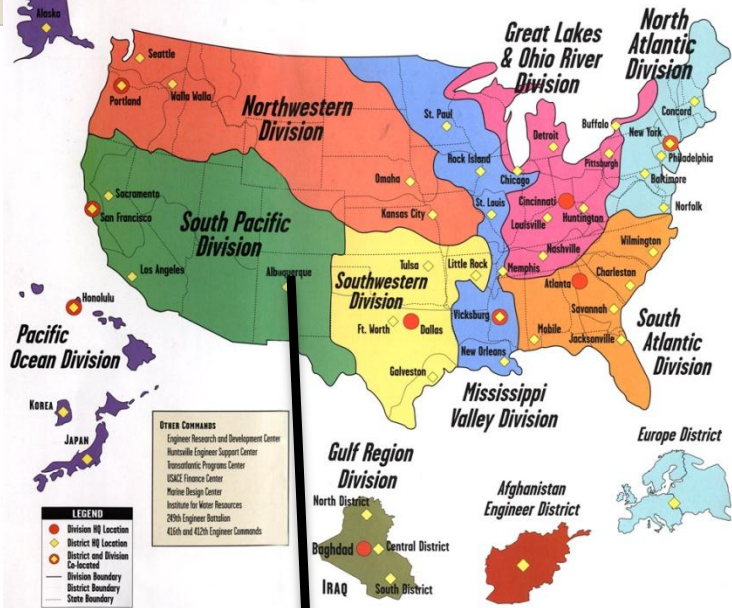 Alaska
Seattle
Portland
Walla Walla
Northwestern
Division
Great Lakes
& Ohio River
Division
North
Atlantic
Division
St. Paul
Rock Island
Omaha
Kansas City
Chicago
St. Louis
Detroit
Buffalo
Pittsburgh
Cincinnati
Louisville
Huntington
Nashville
Concord
New York
Philadelphia
Baltimore
Norfolk
Sacramento
San Francisco
Los Angeles
South Pacific
Division
Albuquerque
Southwestern
Division
Tulsa
Little Rock
Ft. Worth
Dallas
Galveston
Memphis
Vicksburg
New Orleans
Mississippi
Valley Division
Wilmington
Charleston
Atlanta
Savannah
Mobile
Jacksonville
South
Atlantic
Division
Honolulu
Pacific
Ocean Division
KOREA
JAPAN
OTHER COMMANDS
Engineer Research and Development Center
Huntsville Engineer Support Center
Transatlantic Programs Center
USACE Finance Center
Marine Design Center
Institute for Water Resources
249th Engineer Battalion
416th and 412th Engineer Commands
LEGEND
Division HQ Location
District HQ Location
District and Division
Co-located
Division Boundary
District Boundary
State Boundary
Gulf Region
Division
North District
Baghdad
Central District
IRAQ
South District
Afghanistan
Engineer District
Europe District